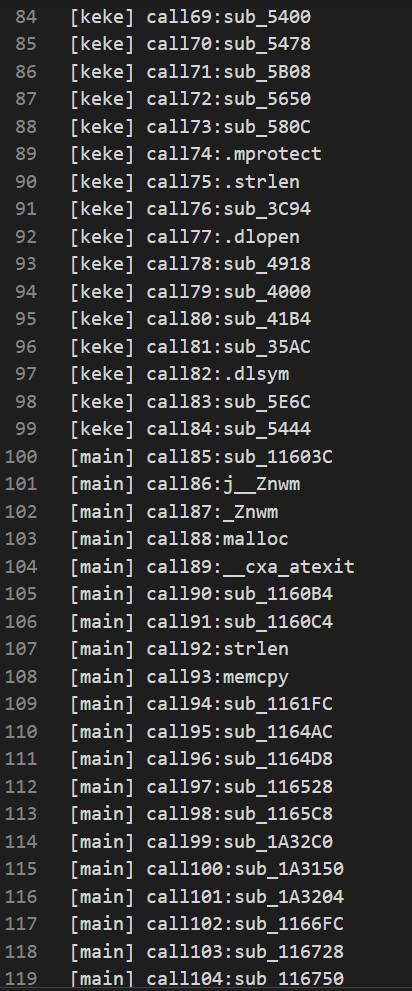 84 [keke] call69:sub_5400
85 [keke] call70:sub_5478
86 [keke] call71:sub_5B08
87 [keke] call72:sub_5650
88 [keke] call73:sub_580C
89 [keke] call74:.mprotect
90 [keke] call75:.strlen
91 [keke] call76:sub_3C94
92 [keke] call77:.dlopen
93 [keke] call78:sub_4918
94 [keke] call79:sub_4000
95 [keke] call80:sub_41B4
96 [keke] call81:sub_35AC
97 [keke] call82:.dlsym
98 [keke] call83:sub_5E6C
99 [keke] call84:sub_5444
100 [main] call85:sub_11603C
101 [main] call86:j__Znwm
102 [main] call87:_Znwm
103 [main] call88:malloc
104 [main] call89:__cxa_atexit
105 [main] call90:sub_1160B4
106 [main] call91:sub_1160C4
107 [main] call92:strlen
108 [main] call93:memcpy
109 [main] call94:sub_1161FC
110 [main] call95:sub_1164AC
111 [main] call96:sub_1164D8
112 [main] call97:sub_116528
113 [main] call98:sub_1165C8
114 [main] call99:sub_1A32C0
115 [main] call100:sub_1A3150
116 [main] call101:sub_1A3204
117 [main] call102:sub_1166FC
118 [main] call103:sub_116728
119 [main] call104:sub_116750